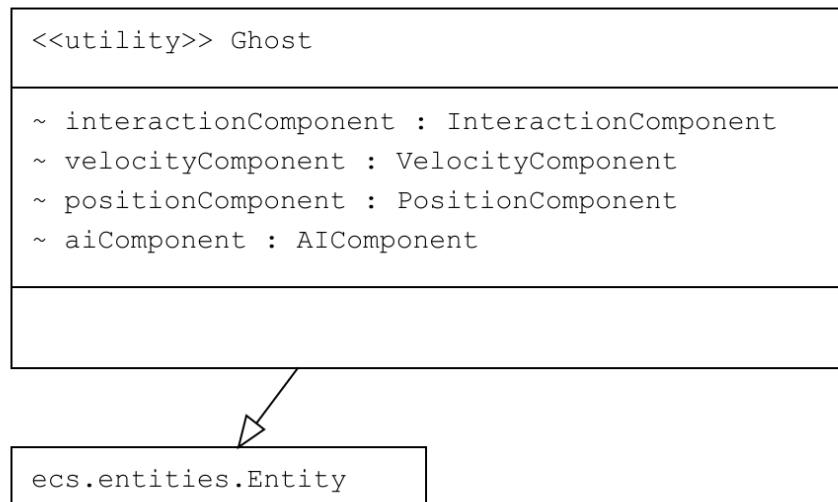 <<utility>> Ghost
~ interactionComponent : InteractionComponent
~ velocityComponent : VelocityComponent
~ positionComponent : PositionComponent
~ aiComponent : AIComponent
ecs.entities.Entity